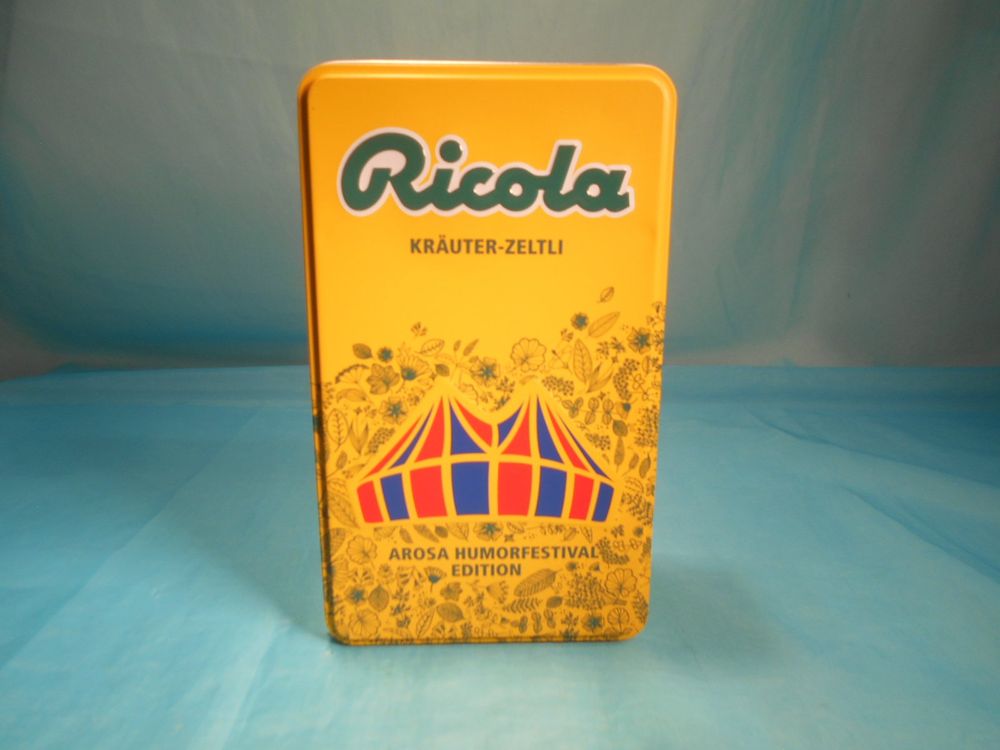 Ricola
KRÄUTER-ZELTLI
AROSA HUMORFESTIVAL
EDITION